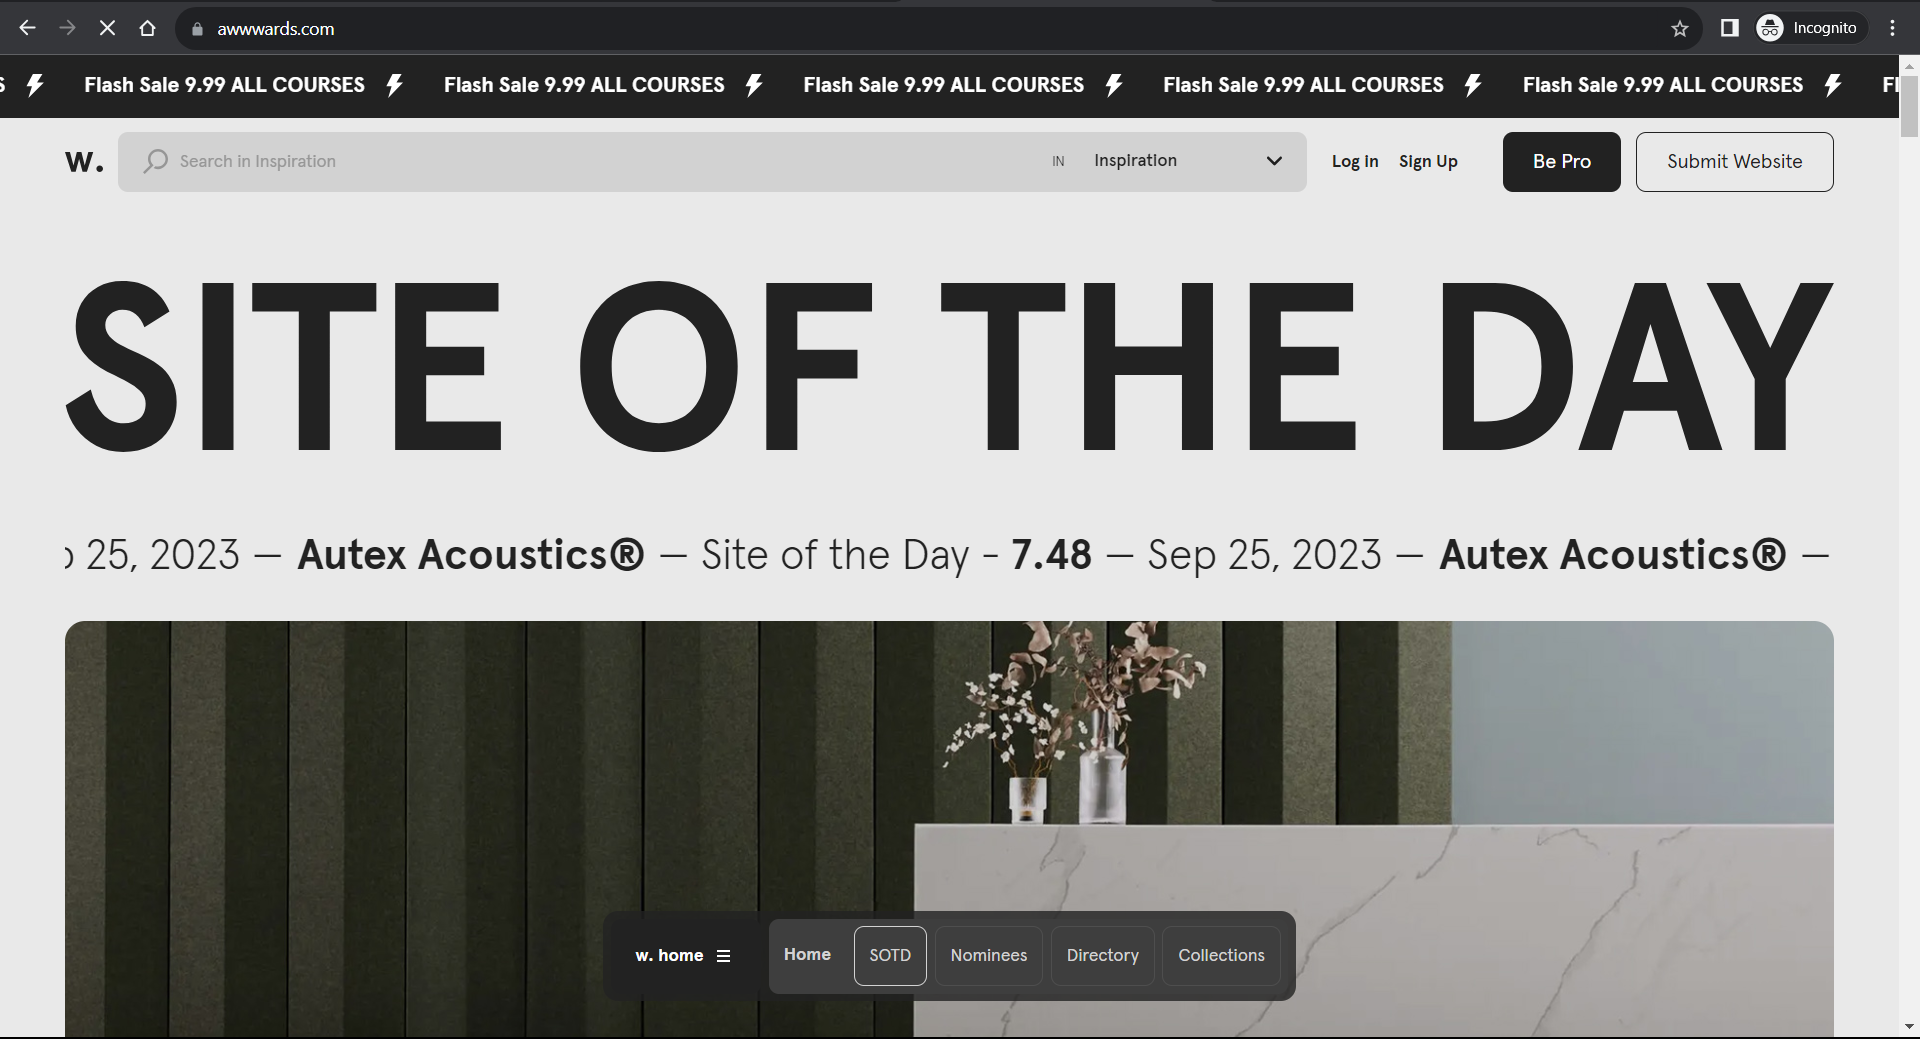 awwwards.com
Incognito
S Flash Sale 9.99 ALL COURSES Flash Sale 9.99 ALL COURSES Flash Sale 9.99 ALL COURSES Flash Sale 9.99 ALL COURSES Flash Sale 9.99 ALL COURSES Fl
w. Search in Inspiration IN Inspiration Log in Sign Up Be Pro Submit Website
SITE OF THE DAY
25, 2023 — Autex Acoustics® — Site of the Day - 7.48 — Sep 25, 2023 — Autex Acoustics® —
w. home Home SOTD Nominees Directory Collections